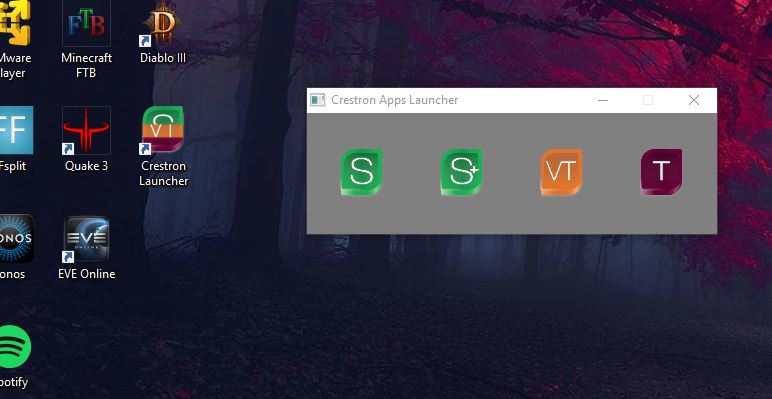 Mware
layer
FTB
Minecraft
FTB
Diablo III
FF
Fsplit
Quake 3
VT
Crestron
Launcher
ONOS
onos
EVE
ONLINE
EVE Online
potify
Crestron Apps Launcher
S
S+
VT
T